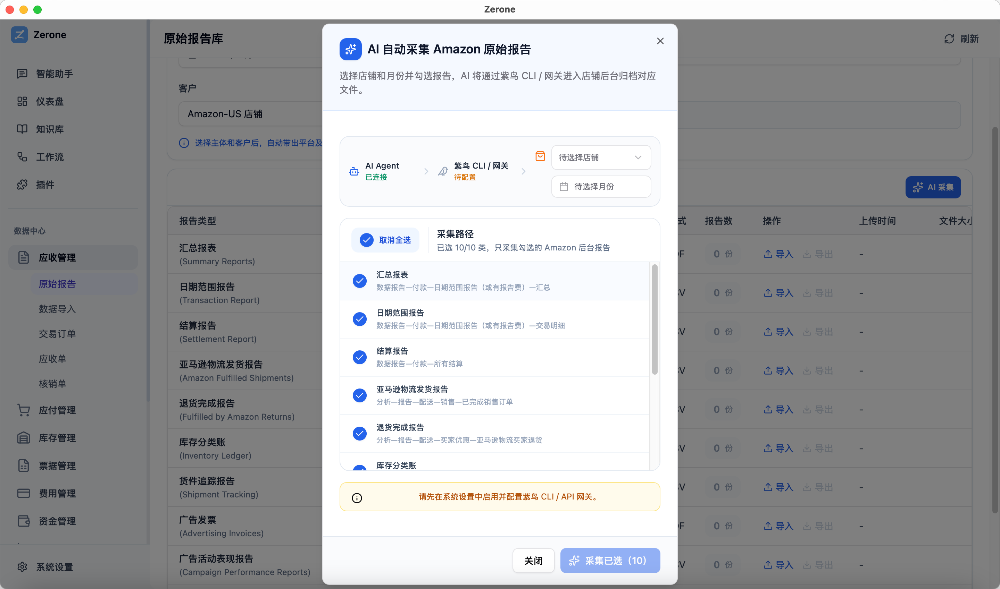 Zerone
Zerone
智能助手
仪表盘
知识库
工作流
插件
数据中心
应收管理
原始报告
数据导入
交易订单
应收单
核销单
应付管理
库存管理
票据管理
费用管理
资金管理
系统设置
原始报告库
刷新
客户
Amazon-US 店铺
选择主体和客户后，自动带出平台及
AI 采集
报告类型
式
报告数
操作
上传时间
文件大小
汇总报表
(Summary Reports)
0 份
导入
导出
-
日期范围报告
(Transaction Report)
0 份
导入
导出
-
结算报告
(Settlement Report)
0 份
导入
导出
-
亚马逊物流发货报告
(Amazon Fulfilled Shipments)
0 份
导入
导出
-
退货完成报告
(Fulfilled by Amazon Returns)
0 份
导入
导出
-
库存分类账
(Inventory Ledger)
0 份
导入
导出
-
货件追踪报告
(Shipment Tracking)
0 份
导入
导出
-
广告发票
(Advertising Invoices)
0 份
导入
导出
-
广告活动表现报告
(Campaign Performance Reports)
0 份
导入
导出
-
AI 自动采集 Amazon 原始报告
选择店铺和月份并勾选报告，AI 将通过紫鸟 CLI / 网关进入店铺后台归档对应
文件。
AI Agent
已连接
紫鸟 CLI / 网关
待配置
待选择店铺
待选择月份
取消全选
采集路径
已选 10/10 类，只采集勾选的 Amazon 后台报告
汇总报表
数据报告—付款—日期范围报告（或有报告费）—汇总
日期范围报告
数据报告—付款—日期范围报告（或有报告费）—交易明细
结算报告
数据报告—付款—所有结算
亚马逊物流发货报告
分析—报告—配送—销售—已完成销售订单
退货完成报告
分析—报告—配送—买家优惠—亚马逊物流买家退货
库存分类账
请先在系统设置中启用并配置紫鸟 CLI / API 网关。
关闭
采集已选（10）